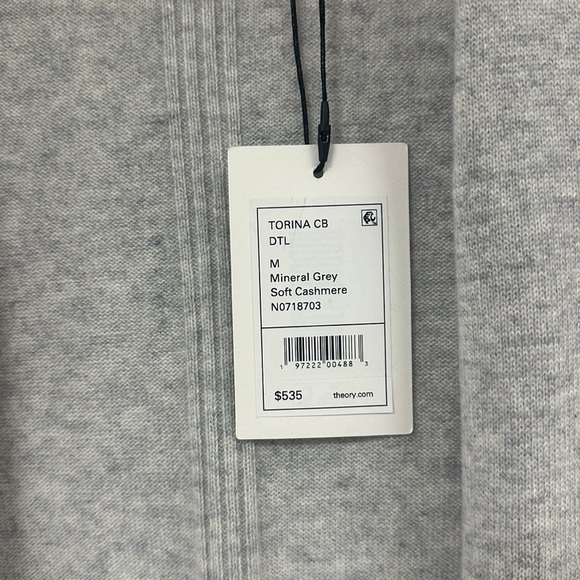 TORINA CB
DTL
M
Mineral Grey
Soft Cashmere
N0718703
1 97222 00488 3
$535 theory.com